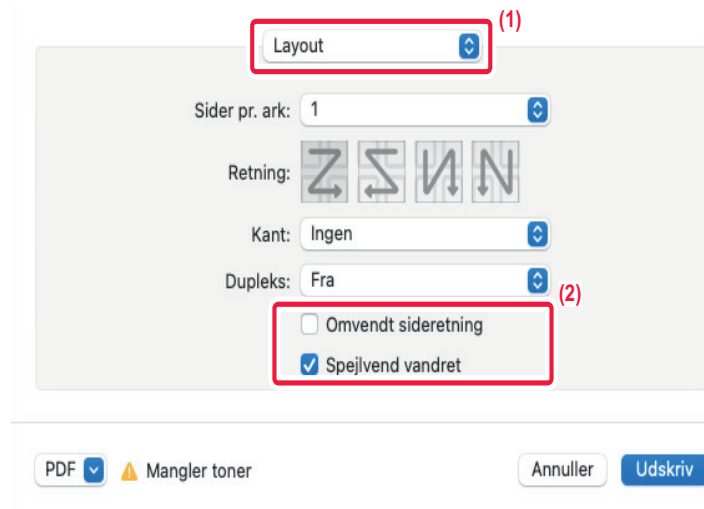 (1)
Layout
Sider pr. ark: 1
Retning:
Kant: Ingen
Dupleks: Fra
(2)
Omvendt sideretning
Spejlvend vandret
PDF Mangler toner Annuller Udskriv